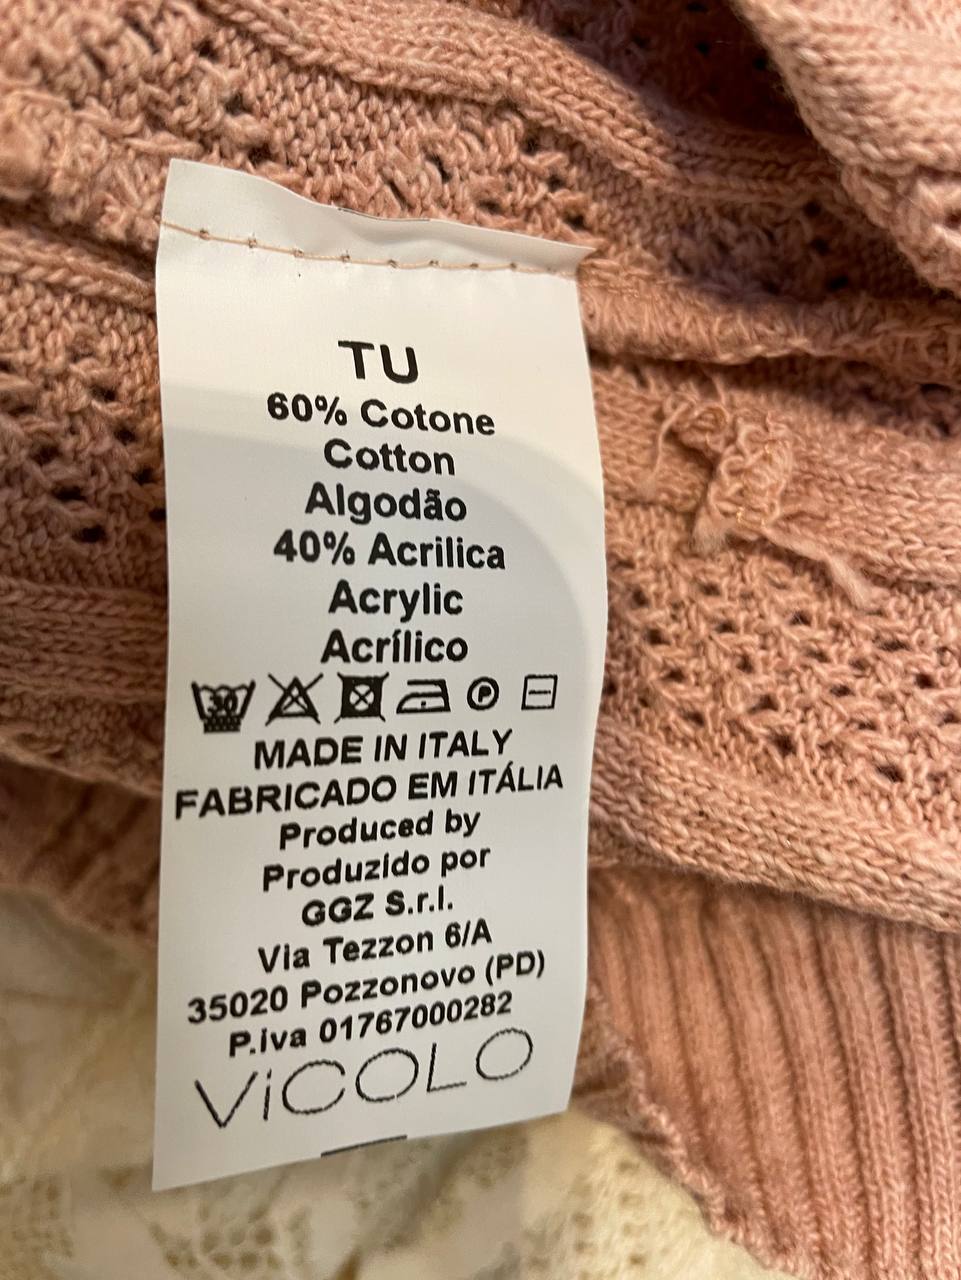 TU
60% Cotone
Cotton
Algodão
40% Acrilica
Acrylic
Acrílico
30 P
MADE IN ITALY
FABRICADO EM ITÁLIA
Produced by
Produzido por
GGZ S.r.l.
Via Tezzon 6/A
35020 Pozzonovo (PD)
P.iva 01767000282
ViCOLO